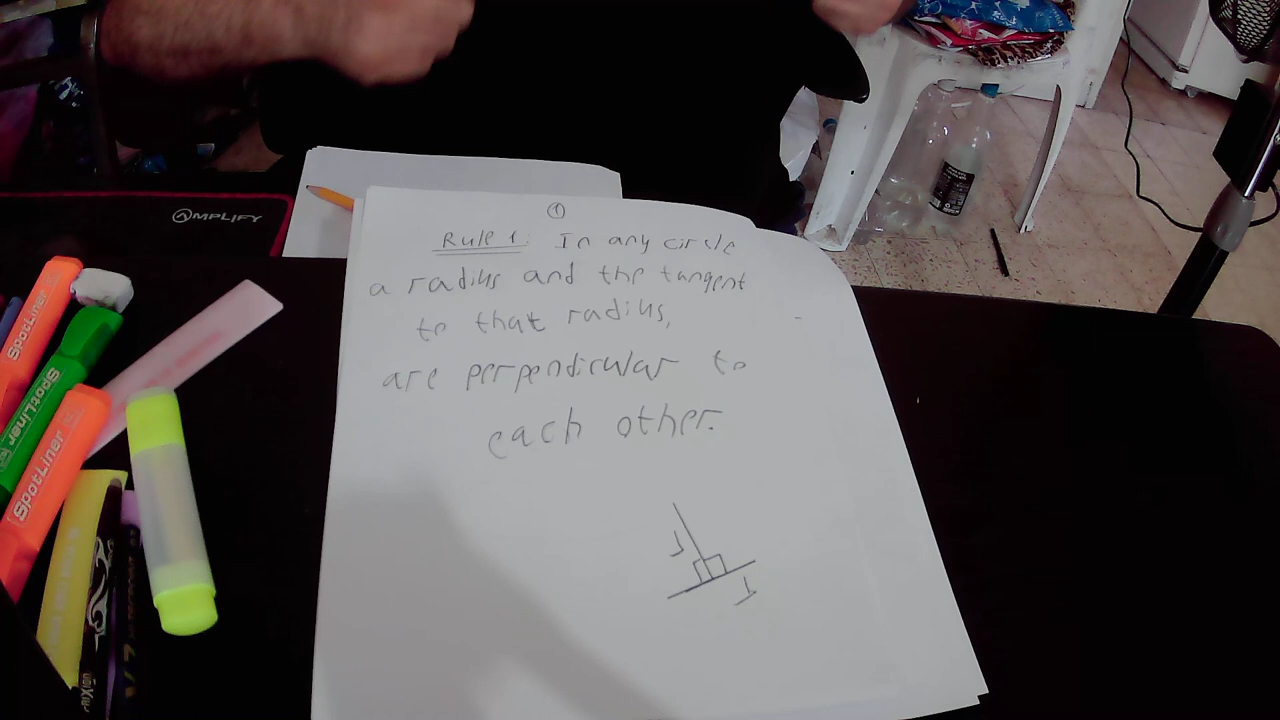 ①
Rule 1: In any circle
a radius and the tangent
to that radius,
are perpendicular to
each other.
AMPLIFY
SpotLiner
SpotLiner
SpotLiner